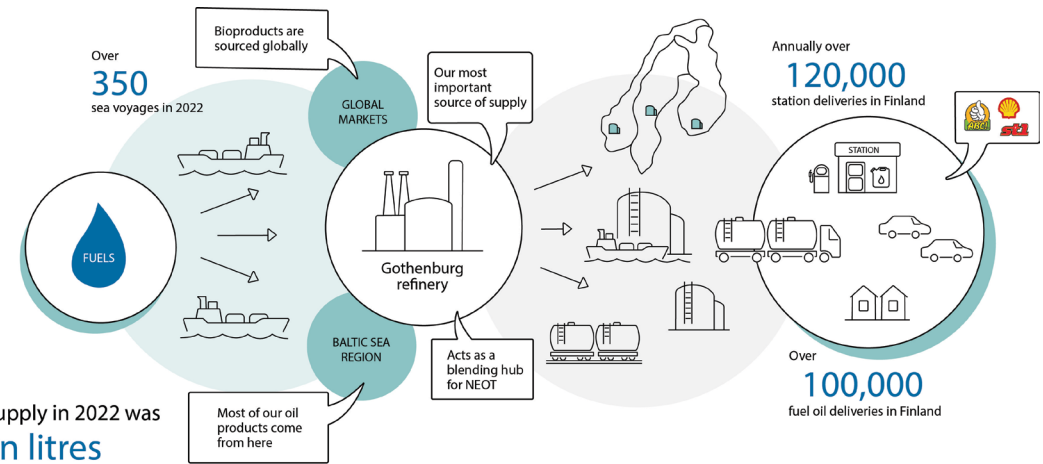 Over
350
sea voyages in 2022
Bioproducts are
sourced globally
GLOBAL
MARKETS
Our most
important
source of supply
FUELS
Gothenburg
refinery
BALTIC SEA
REGION
Most of our oil
products come
from here
Acts as a
blending hub
for NEOT
Annually over
120,000
station deliveries in Finland
ABC!
St1
STATION
Over
100,000
fuel oil deliveries in Finland
supply in 2022 was
n litres